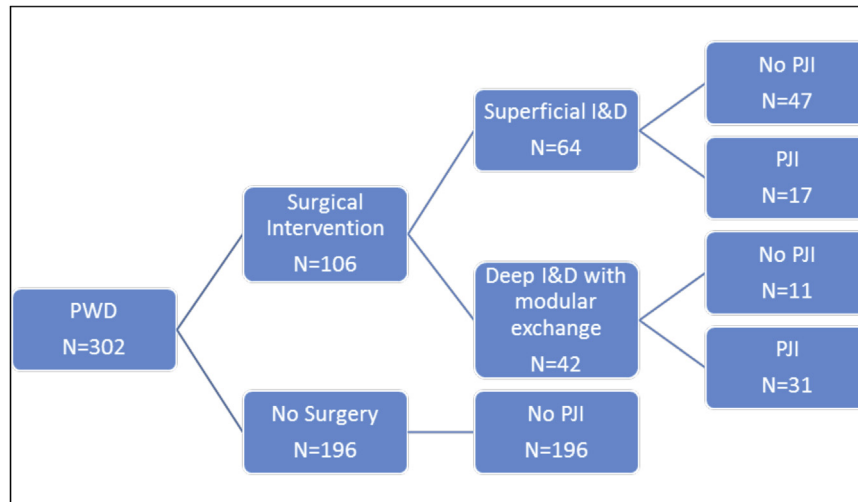 PWD
N=302
Surgical
Intervention
N=106
No Surgery
N=196
Superficial I&D
N=64
Deep I&D with
modular
exchange
N=42
No PJI
N=196
No PJI
N=47
PJI
N=17
No PJI
N=11
PJI
N=31